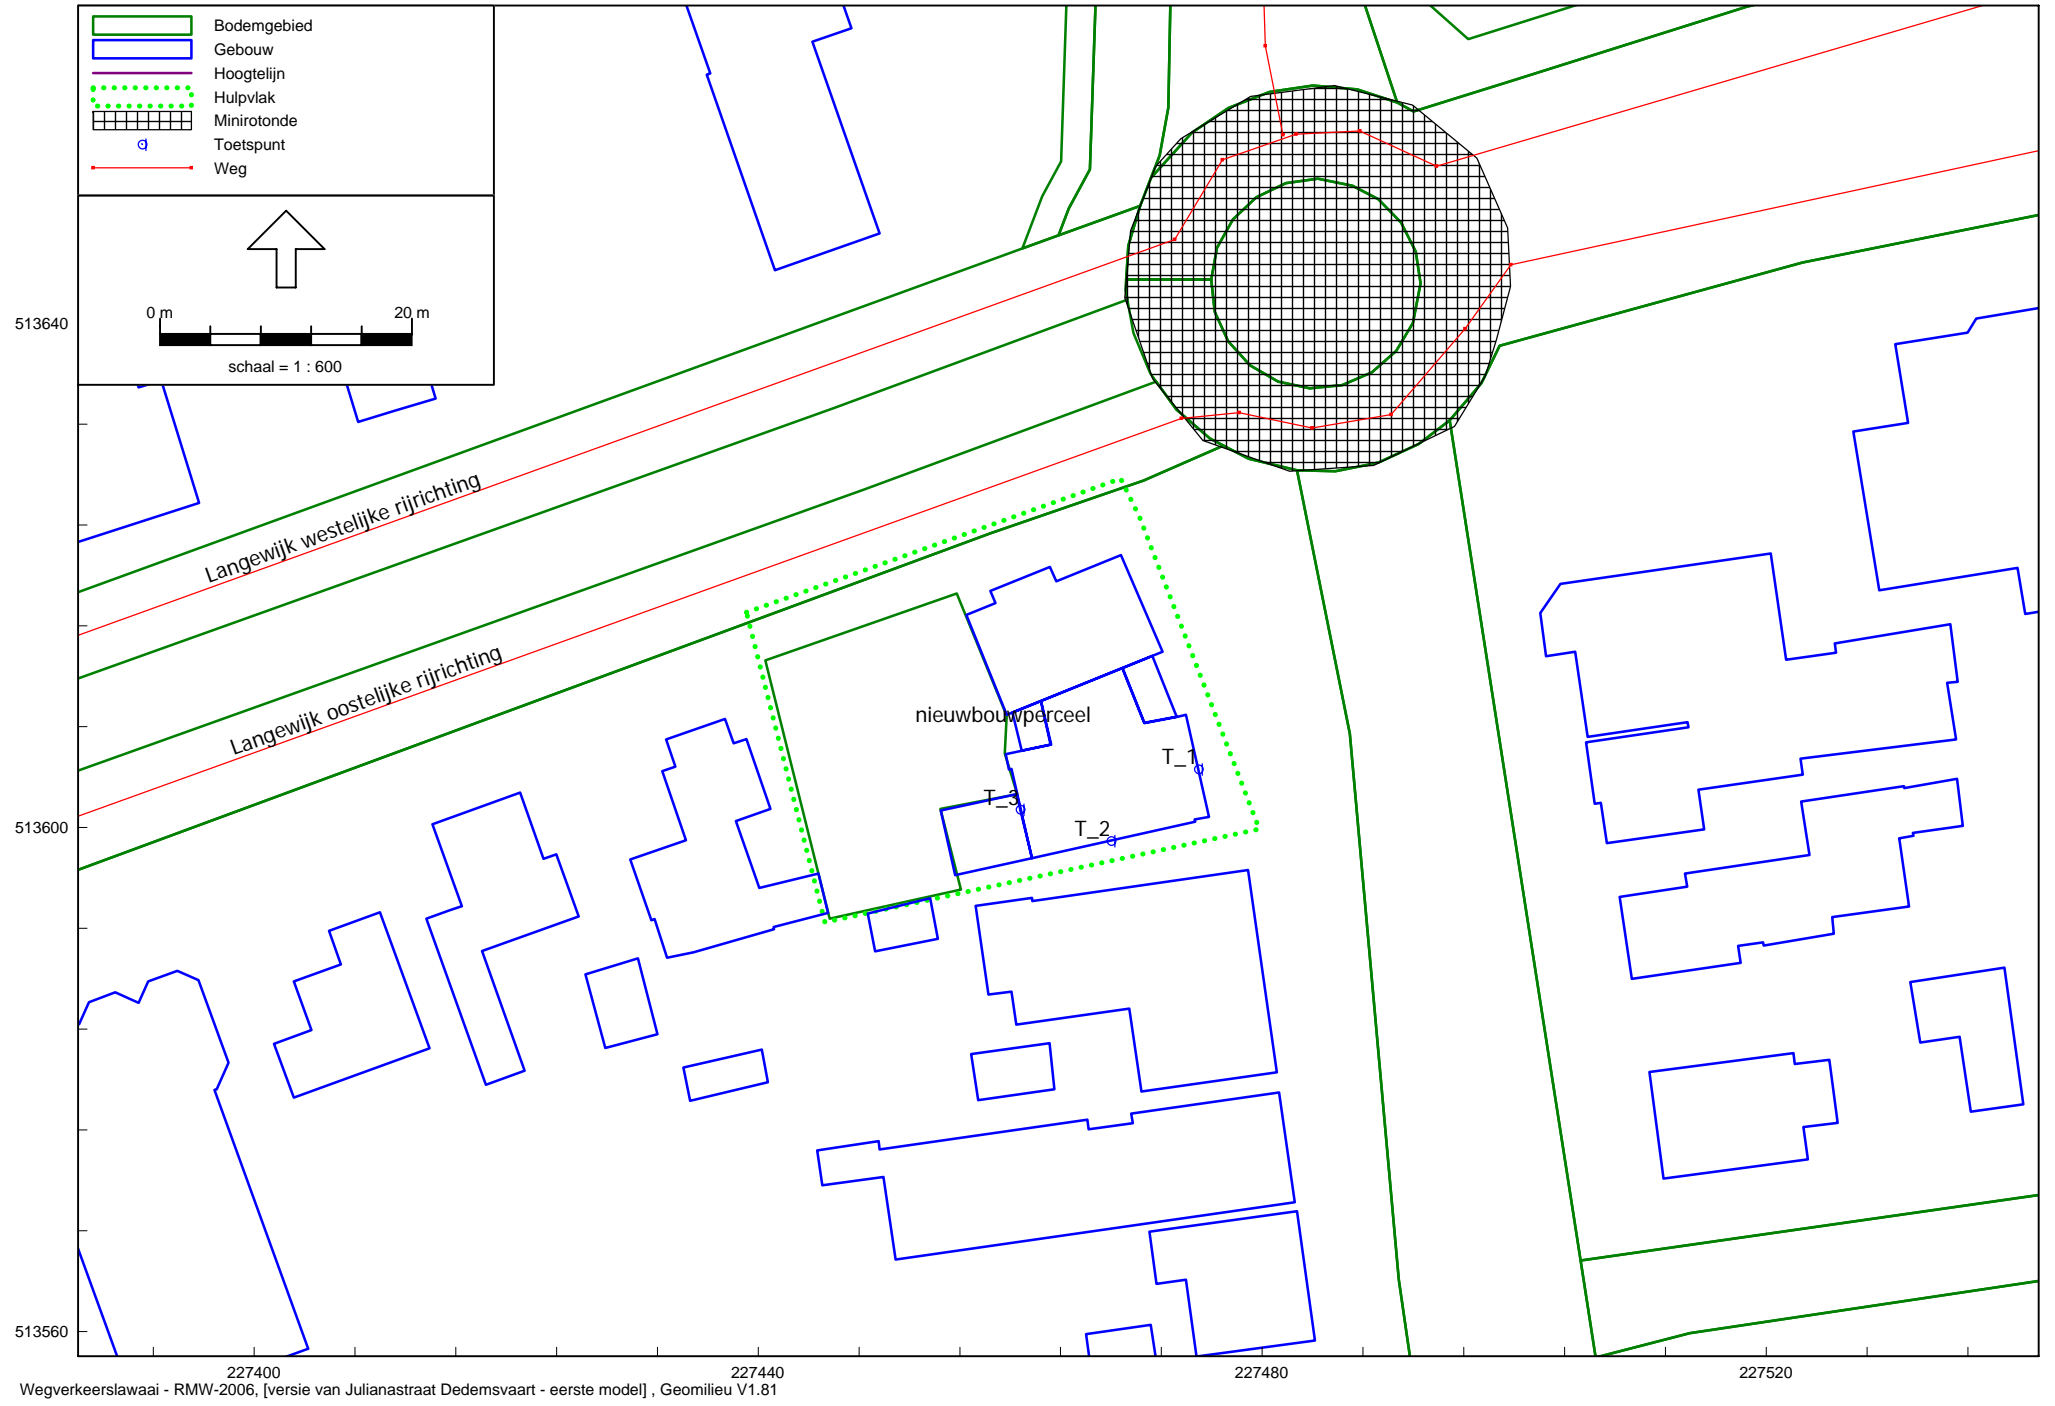 Bodemgebied
Gebouw
Hoogtelijn
Hulpvlak
Minirotonde
Toetspunt
Weg
0 m
20 m
schaal = 1 : 600
513640
Langewijk westelijke rijrichting
Langewijk oostelijke rijrichting
nieuwbouwperceel
T_1
T_3
T_2
513600
513560
227400
227440
227480
227520
Wegverkeerslawaai - RMW-2006, [versie van Julianastraat Dedemsvaart - eerste model] , Geomilieu V1.81